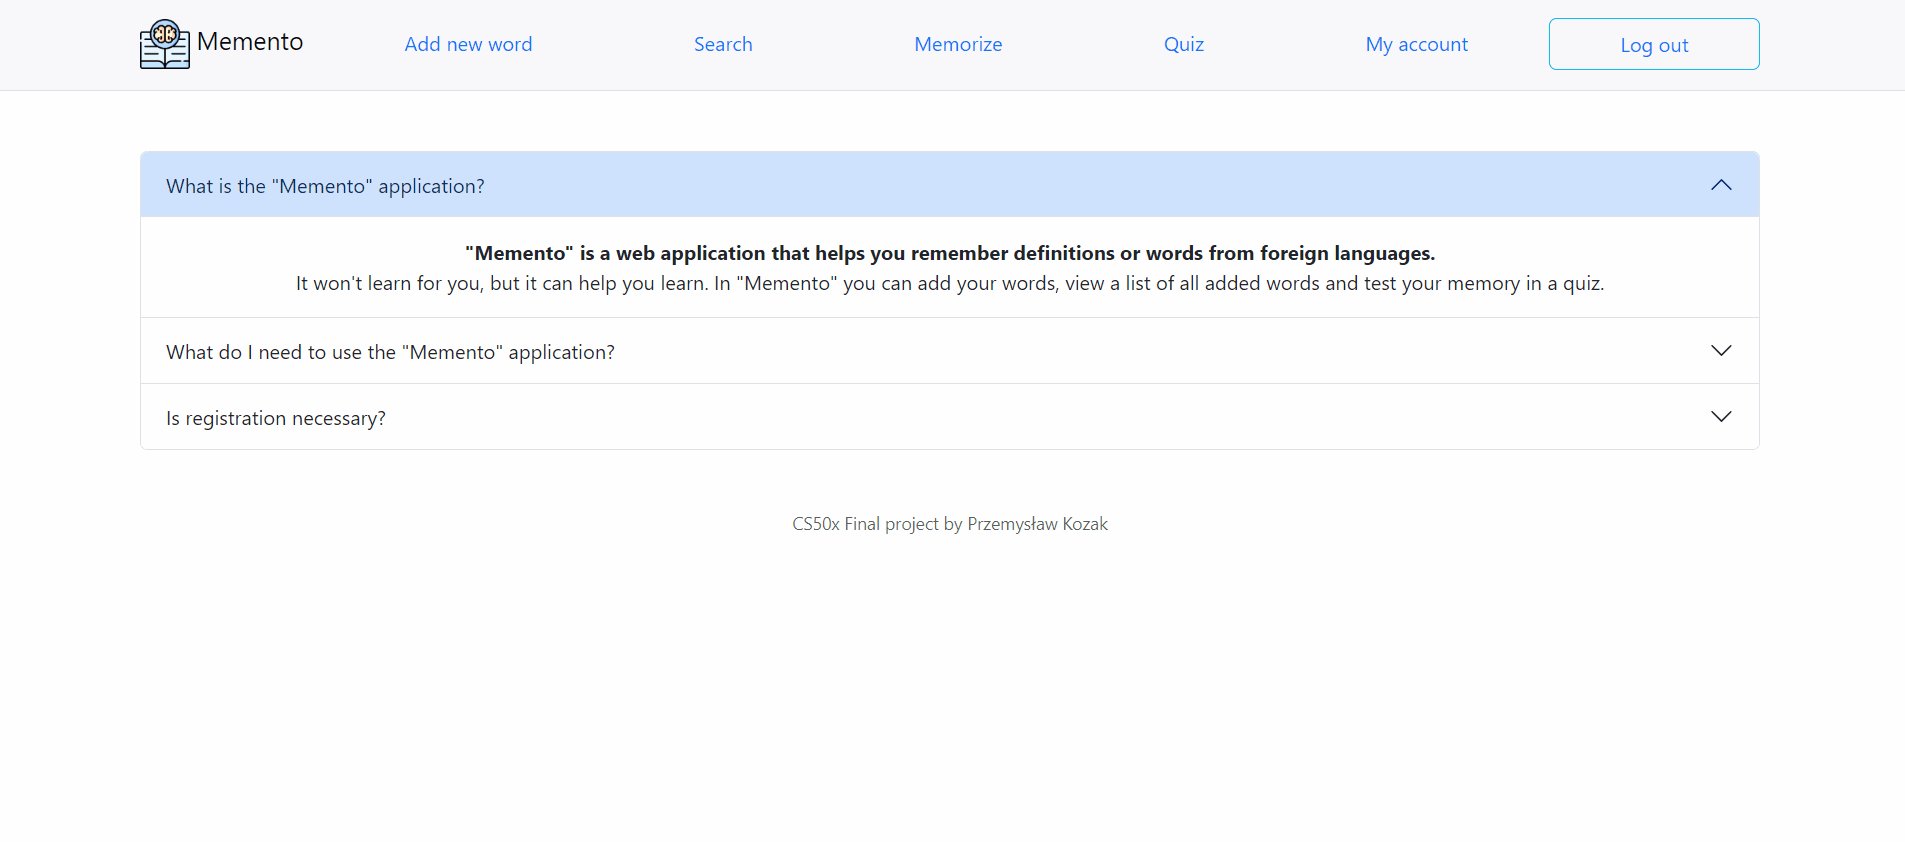 Memento
Add new word
Search
Memorize
Quiz
My account
Log out
What is the "Memento" application?
"Memento" is a web application that helps you remember definitions or words from foreign languages.
It won't learn for you, but it can help you learn. In "Memento" you can add your words, view a list of all added words and test your memory in a quiz.
What do I need to use the "Memento" application?
Is registration necessary?
CS50x Final project by Przemysław Kozak